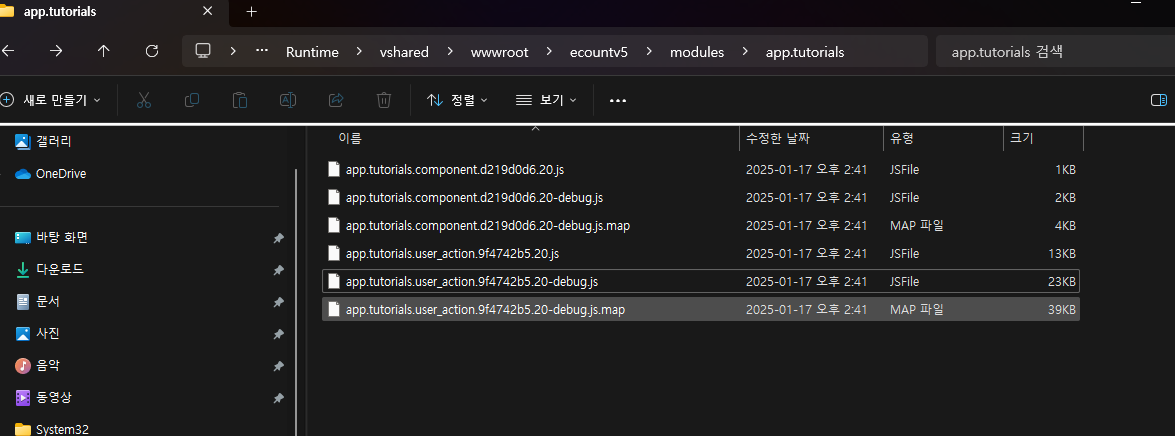 app.tutorials
Runtime vshared wwwroot ecountv5 modules app.tutorials app.tutorials 검색
새로 만들기 정렬 보기
갤러리
OneDrive
바탕 화면
다운로드
문서
사진
음악
동영상
System32
이름 수정한 날짜 유형 크기
app.tutorials.component.d219d0d6.20.js 2025-01-17 오후 2:41 JSFile 1KB
app.tutorials.component.d219d0d6.20-debug.js 2025-01-17 오후 2:41 JSFile 2KB
app.tutorials.component.d219d0d6.20-debug.js.map 2025-01-17 오후 2:41 MAP 파일 4KB
app.tutorials.user_action.9f4742b5.20.js 2025-01-17 오후 2:41 JSFile 13KB
app.tutorials.user_action.9f4742b5.20-debug.js 2025-01-17 오후 2:41 JSFile 23KB
app.tutorials.user_action.9f4742b5.20-debug.js.map 2025-01-17 오후 2:41 MAP 파일 39KB